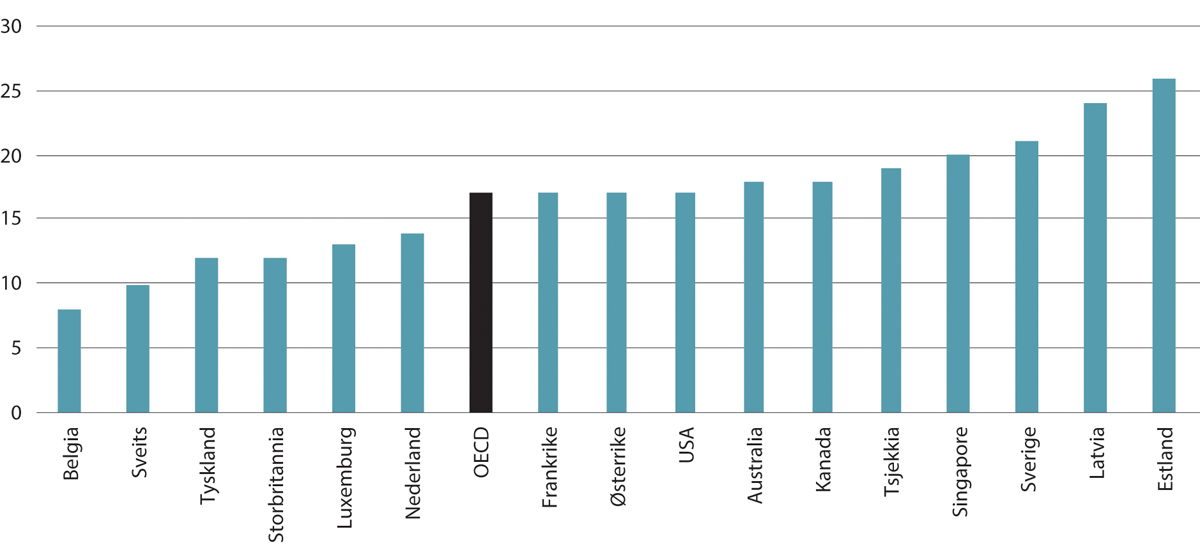 30
25
20
15
10
5
0
Belgia
Sveits
Tyskland
Storbritannia
Luxemburg
Nederland
OECD
Frankrike
Østerrike
USA
Australia
Kanada
Tsjekkia
Singapore
Sverige
Latvia
Estland